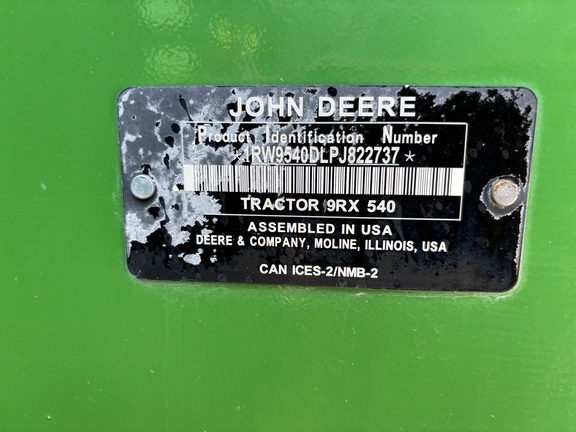 JOHN DEERE
Product Identification Number
*1RW9540DLPJ822737*
TRACTOR 9RX 540
ASSEMBLED IN USA
DEERE & COMPANY, MOLINE, ILLINOIS, USA
CAN ICES-2/NMB-2